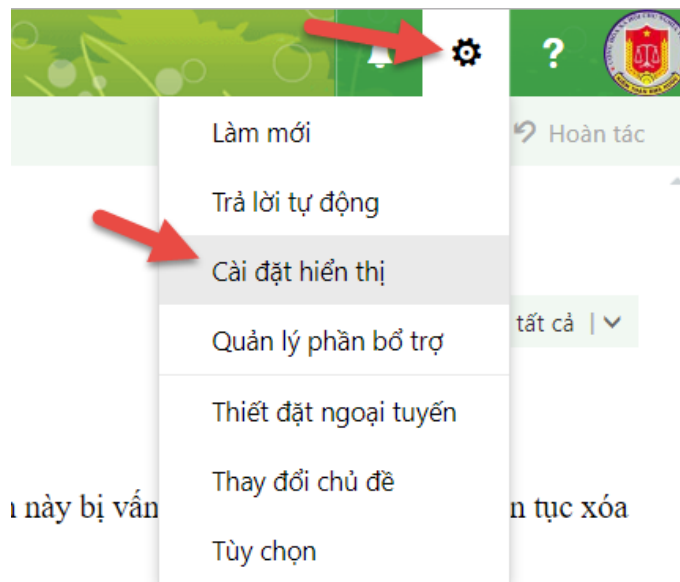 ?
Làm mới
Hoàn tác
Trả lời tự động
Cài đặt hiển thị
tất cả
Quản lý phần bổ trợ
Thiết đặt ngoại tuyến
Thay đổi chủ đề
này bị vấn
tục xóa
Tùy chọn